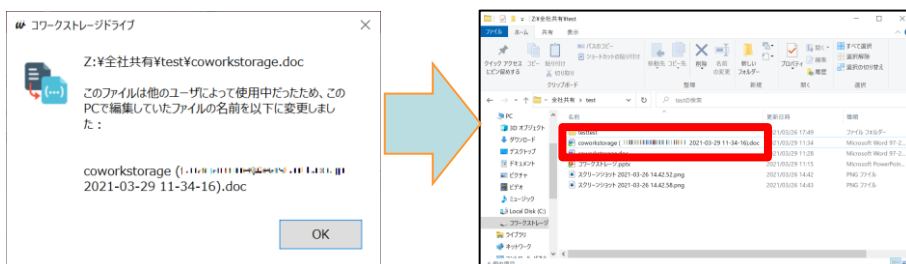 コワークストレージドライブ
Z:¥全社共有¥test¥coworkstorage.doc
このファイルは他のユーザによって使用中だったため、この
PCで編集していたファイルの名前を以下に変更しまし
た：
coworkstorage (
2021-03-29 11-34-16).doc
OK
Z:¥全社共有¥test
ファイル ホーム 共有 表示
クイック アクセス
にピン留めする
コピー 貼り付け
パスのコピー
ショートカットの貼り付け
切り取り
移動先 コピー先 削除 名前
の変更
新しい
フォルダー
プロパティ
開く
編集
履歴
すべて選択
選択解除
選択の切り替え
クリップボード 整理 新規 開く 選択
全社共有 › test
testの検索
名前 更新日時 種類
PC
3D オブジェクト
ダウンロード
デスクトップ
ドキュメント
ピクチャ
ビデオ
ミュージック
Local Disk (C:)
コワークストレージ
ライブラリ
ネットワーク
testtest 2021/03/26 17:49 ファイル フォルダー
coworkstorage ( 2021-03-29 11-34-16).doc 2021/03/29 11:34 Microsoft Word 97-2...
coworkstorage.doc 2021/03/29 11:28 Microsoft Word 97-2...
コワークストレージ.pptx 2021/03/29 11:15 Microsoft PowerPoin...
スクリーンショット 2021-03-26 14.42.52.png 2021/03/26 14:42 PNG ファイル
スクリーンショット 2021-03-26 14.42.58.png 2021/03/26 14:43 PNG ファイル